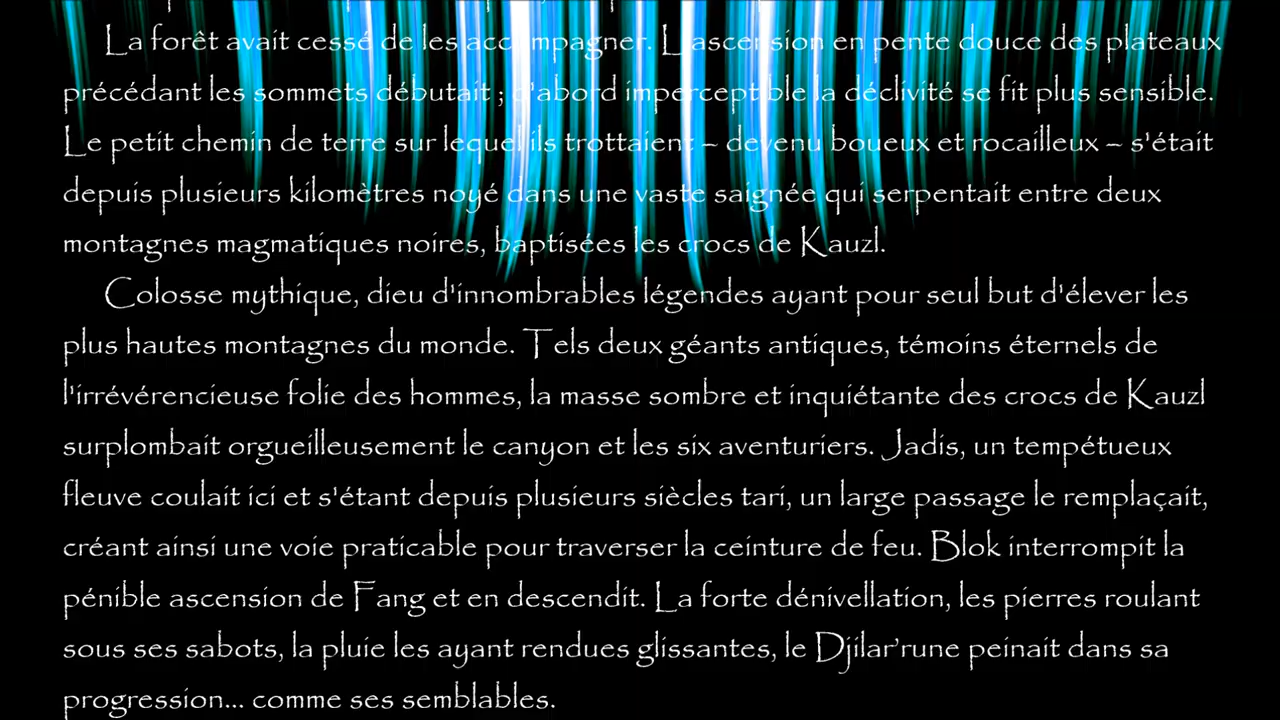 La forêt avait cessé de les accompagner. L'ascension en pente douce des plateaux
précédant les sommets débutait ; d'abord imperceptible la déclivité se fit plus sensible.
Le petit chemin de terre sur lequel ils trottaient – devenu boueux et rocailleux – s'était
depuis plusieurs kilomètres noyé dans une vaste saignée qui serpentait entre deux
montagnes magmatiques noires, baptisées les crocs de Kauzl.
Colosse mythique, dieu d'innombrables légendes ayant pour seul but d'élever les
plus hautes montagnes du monde. Tels deux géants antiques, témoins éternels de
l'irrévérencieuse folie des hommes, la masse sombre et inquiétante des crocs de Kauzl
surplombait orgueilleusement le canyon et les six aventuriers. Jadis, un tempétueux
fleuve coulait ici et s'étant depuis plusieurs siècles tari, un large passage le remplaçait,
créant ainsi une voie praticable pour traverser la ceinture de feu. Blok interrompit la
pénible ascension de Fang et en descendit. La forte dénivellation, les pierres roulant
sous ses sabots, la pluie les ayant rendues glissantes, le Djilar’rune peinait dans sa
progression... comme ses semblables.